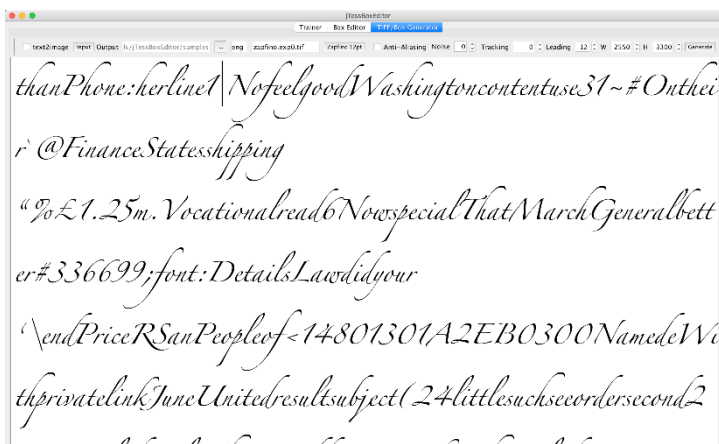 jTessBoxEditor
Trainer Box Editor TIFF/Box Generator
text2image Input Output ls/jTessBoxEditor/samples .. eng zapfino.exp0.tif Zapfino 12pt Anti-Aliasing Noise 0 Tracking 0 Leading 12 W 2550 H 3300 Generate
thanPhone:herline1|NofeelgoodWashingtoncontentuse31~#Onthei
r`@FinanceStatesshipping
“%£1.25m.Vocationalread6NowspecialThatMarchGeneralbett
er#336699;font:DetailsLawdidyour
‘\endPriceRSanPeopleof<14801301A2EB0300NamedeWi
thprivatelinkJuneUnitedresultsubject(24littlesuchseeordersecond2